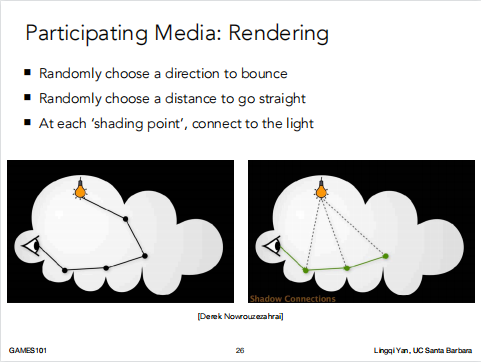 Participating Media: Rendering
Randomly choose a direction to bounce
Randomly choose a distance to go straight
At each ‘shading point’, connect to the light
Shadow Connections
[Derek Nowrouzezahrai]
GAMES101
26
Lingqi Yan, UC Santa Barbara